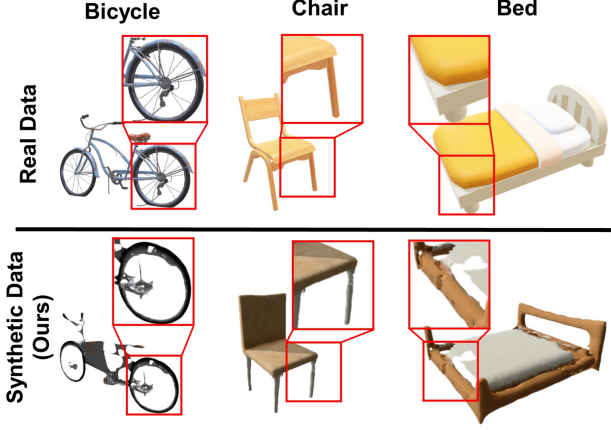 Bicycle
Chair
Bed
Real Data
Synthetic Data
(Ours)